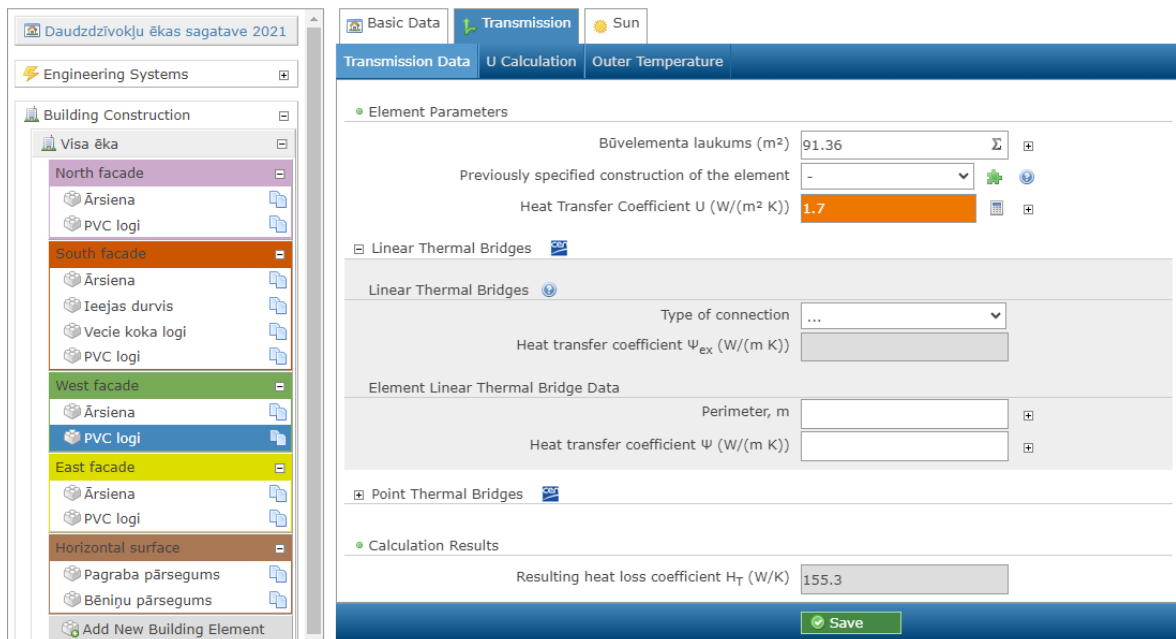 Daudzdzīvokļu ēkas sagatave 2021
Engineering Systems
Building Construction
Visa ēka
North facade
Ārsiena
PVC logi
South facade
Ārsiena
Ieejas durvis
Vecie koka logi
PVC logi
West facade
Ārsiena
PVC logi
East facade
Ārsiena
PVC logi
Horizontal surface
Pagraba pārsegums
Bēniņu pārsegums
Add New Building Element
Basic Data Transmission Sun
Transmission Data U Calculation Outer Temperature
Element Parameters
Būvelementa laukums (m²) 91.36 Σ
Previously specified construction of the element -
Heat Transfer Coefficient U (W/(m² K)) 1.7
Linear Thermal Bridges
Linear Thermal Bridges
Type of connection ...
Heat transfer coefficient Ψex (W/(m K))
Element Linear Thermal Bridge Data
Perimeter, m
Heat transfer coefficient Ψ (W/(m K))
Point Thermal Bridges
Calculation Results
Resulting heat loss coefficient HT (W/K) 155.3
Save